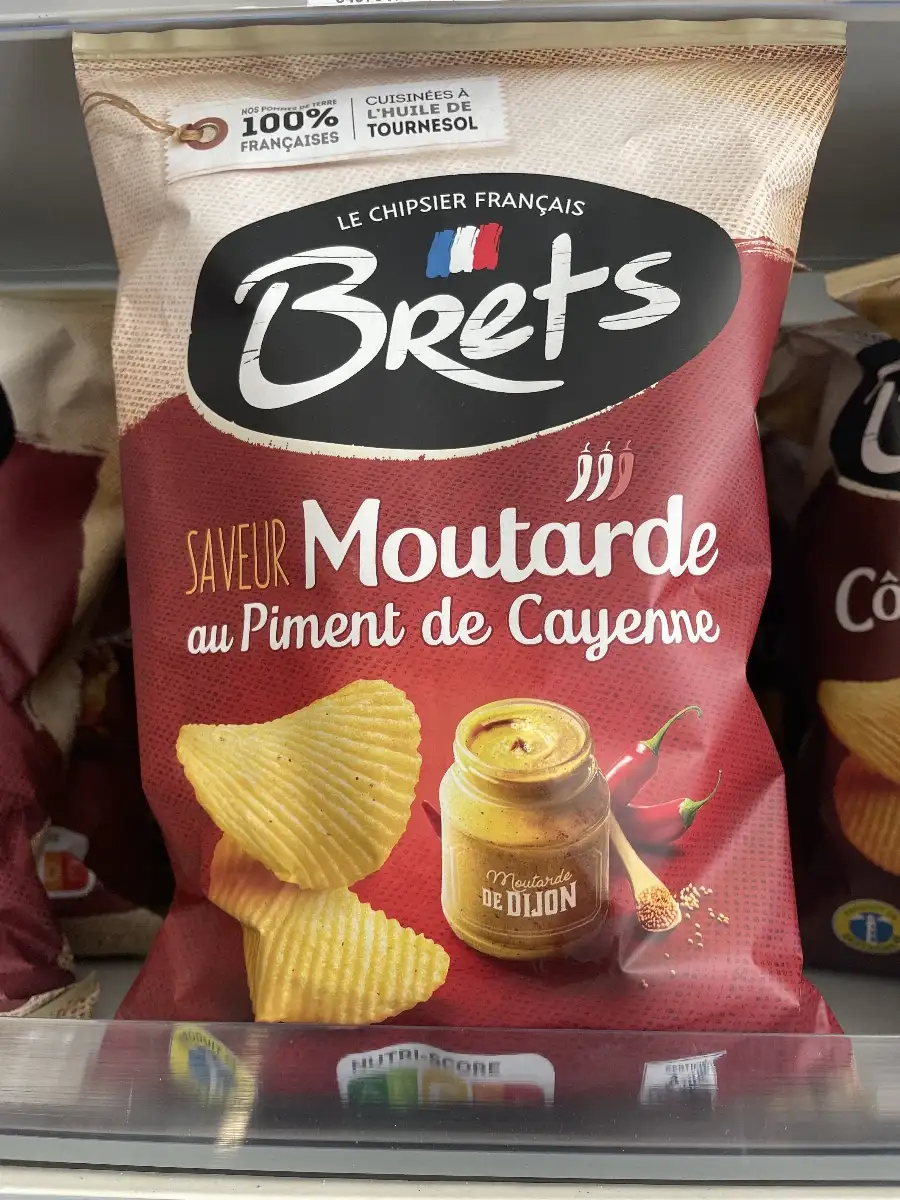 NOS POMMES DE TERRE
100%
FRANÇAISES
CUISINÉES À
L'HUILE DE
TOURNESOL
LE CHIPSIER FRANÇAIS
Brets
SAVEUR Moutarde
au Piment de Cayenne
Moutarde
DE DIJON
Cô
NUTRI-SCORE